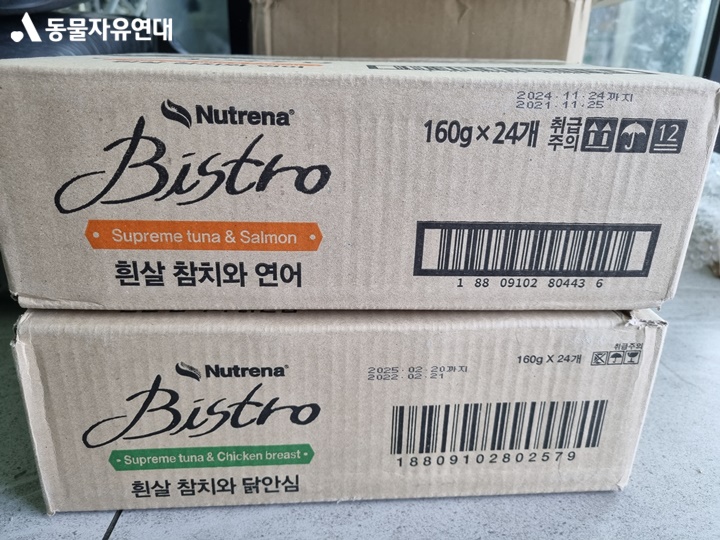 동물자유연대
Nutrena®
Bistro
Supreme tuna & Salmon
흰살 참치와 연어
2024.11.24까지
2021.11.25
160g×24개
취급
주의
12
1 88 09102 80443 6
Nutrena®
Bistro
Supreme tuna & Chicken breast
흰살 참치와 닭안심
2025.02.20까지
2022.02.21
160g X 24개
취급주의
18809102802579